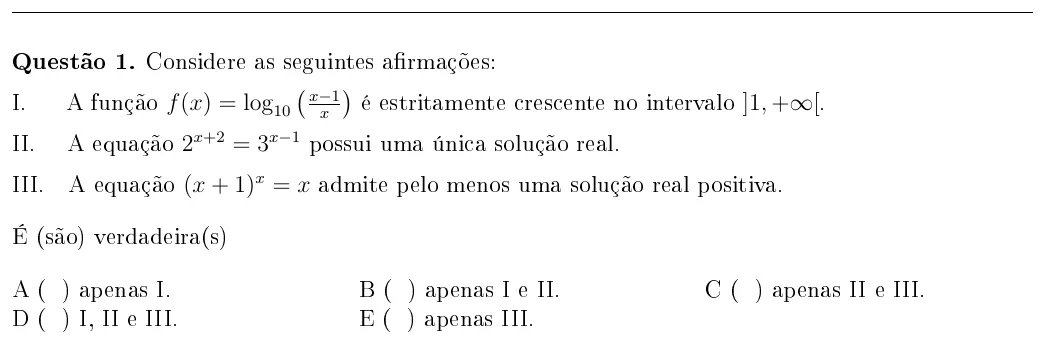 Questão 1. Considere as seguintes afirmações:
I. A função f(x) = log₁₀ ((x−1)/x) é estritamente crescente no intervalo ]1, +∞[.
II. A equação 2^{x+2} = 3^{x−1} possui uma única solução real.
III. A equação (x + 1)^x = x admite pelo menos uma solução real positiva.
É (são) verdadeira(s)
A ( ) apenas I. B ( ) apenas I e II. C ( ) apenas II e III.
D ( ) I, II e III. E ( ) apenas III.